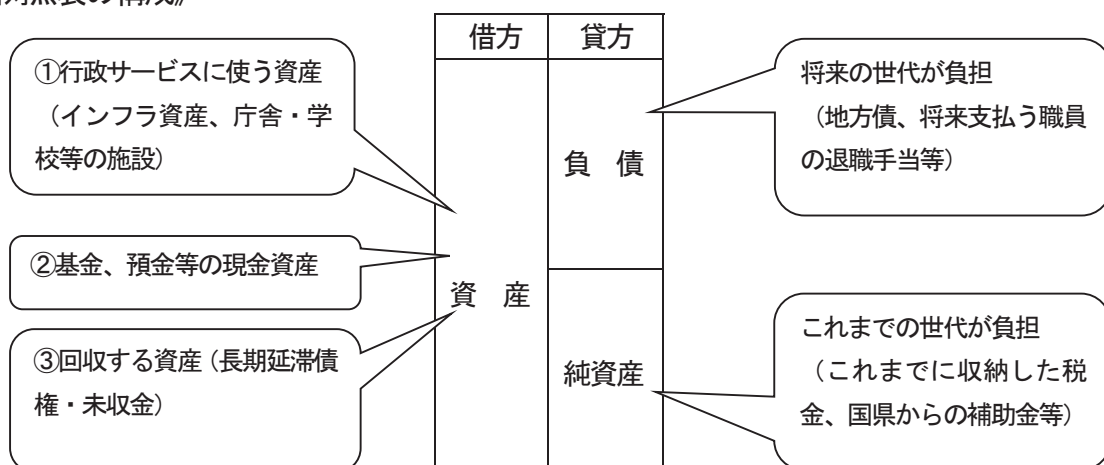 借方
貸方
①行政サービスに使う資産
(インフラ資産、庁舎・学
校等の施設)
②基金、預金等の現金資産
③回収する資産(長期延滞債
権・未収金)
資 産
負 債
純資産
将来の世代が負担
(地方債、将来支払う職員
の退職手当等)
これまでの世代が負担
(これまでに収納した税
金、国県からの補助金等)